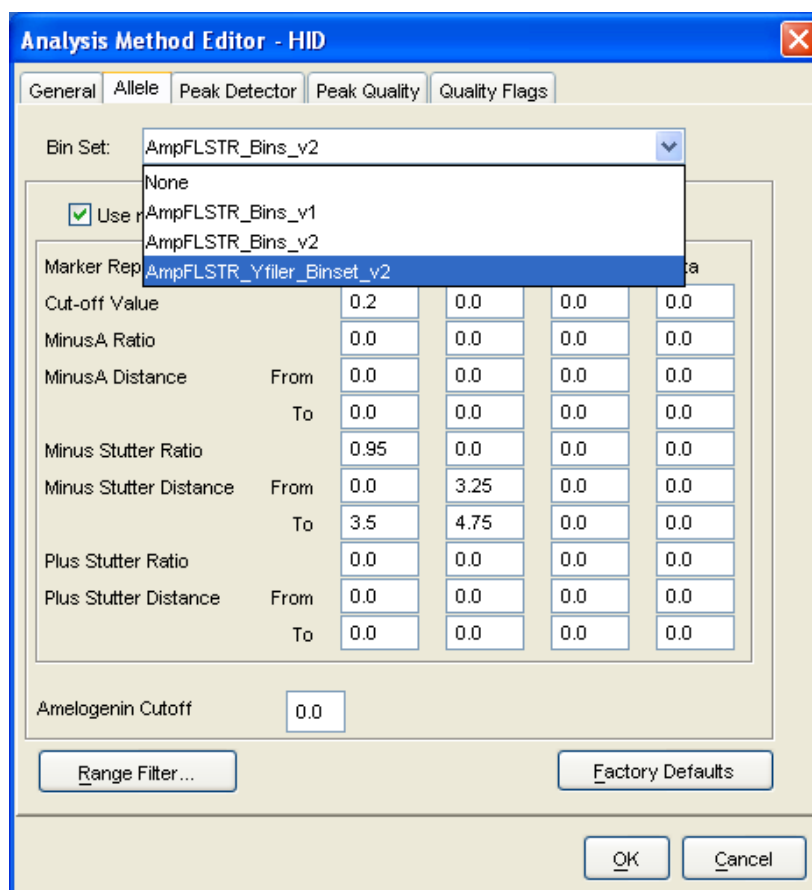 Analysis Method Editor - HID
General Allele Peak Detector Peak Quality Quality Flags
Bin Set: AmpFLSTR_Bins_v2
None
Use AmpFLSTR_Bins_v1
AmpFLSTR_Bins_v2
Marker AmpFLSTR_Yfiler_Binset_v2
Cut-off Value 0.2 0.0 0.0 0.0
MinusA Ratio 0.0 0.0 0.0 0.0
MinusA Distance From 0.0 0.0 0.0 0.0
To 0.0 0.0 0.0 0.0
Minus Stutter Ratio 0.95 0.0 0.0 0.0
Minus Stutter Distance From 0.0 3.25 0.0 0.0
To 3.5 4.75 0.0 0.0
Plus Stutter Ratio 0.0 0.0 0.0 0.0
Plus Stutter Distance From 0.0 0.0 0.0 0.0
To 0.0 0.0 0.0 0.0
Amelogenin Cutoff 0.0
Range Filter... Factory Defaults
OK Cancel